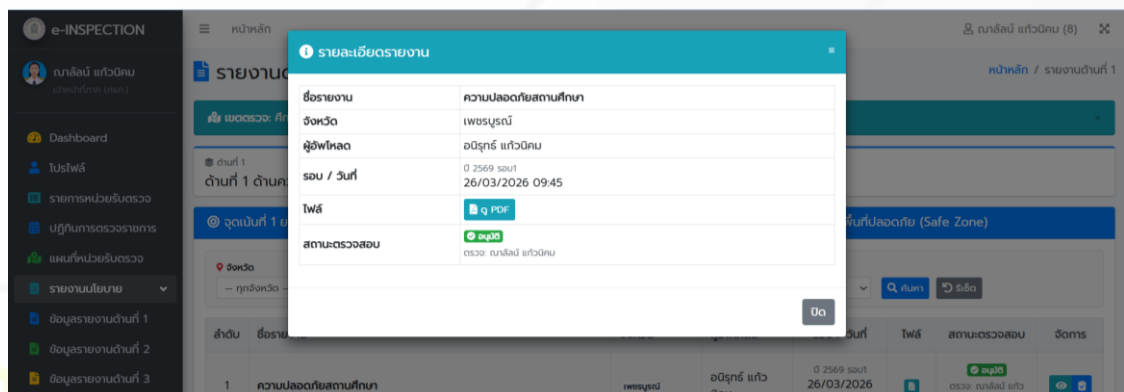 e-INSPECTION
หน้าหลัก
ณาลัลน์ แก้วนิคม (8)
ณาลัลน์ แก้วนิคม
เจ้าหน้าที่ภาค (ศธภ.)
หน้าหลัก / รายงานด้านที่ 1
รายละเอียดรายงาน
ชื่อรายงาน ความปลอดภัยสถานศึกษา
จังหวัด เพชรบูรณ์
ผู้อัพโหลด อนิรุทธ์ แก้วนิคม
รอบ / วันที่ ปี 2569 รอบ1
26/03/2026 09:45
ไฟล์ ดู PDF
สถานะตรวจสอบ อนุมัติ
ตรวจ: ณาลัลน์ แก้วนิคม
ปิด
Dashboard
โปรไฟล์
รายการหน่วยรับตรวจ
ปฏิทินการตรวจราชการ
แผนที่หน่วยรับตรวจ
รายงานนโยบาย
ข้อมูลรายงานด้านที่ 1
ข้อมูลรายงานด้านที่ 2
ข้อมูลรายงานด้านที่ 3
เขตตรวจ:
ด้านที่ 1
ด้านที่ 1
จุดเน้นที่ 1
พื้นที่ปลอดภัย (Safe Zone)
จังหวัด
ค้นหา รีเซ็ต
ลำดับ ไฟล์ สถานะตรวจสอบ จัดการ
1 ความปลอดภัยสถานศึกษา เพชรบูรณ์ อนิรุทธ์ แก้ว ปี 2569 รอบ1
26/03/2026
อนุมัติ
ตรวจ: ณาลัลน์ แก้ว